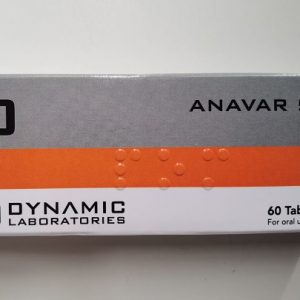 ANAVAR
DYNAMIC
LABORATORIES
60 Tab
For oral u